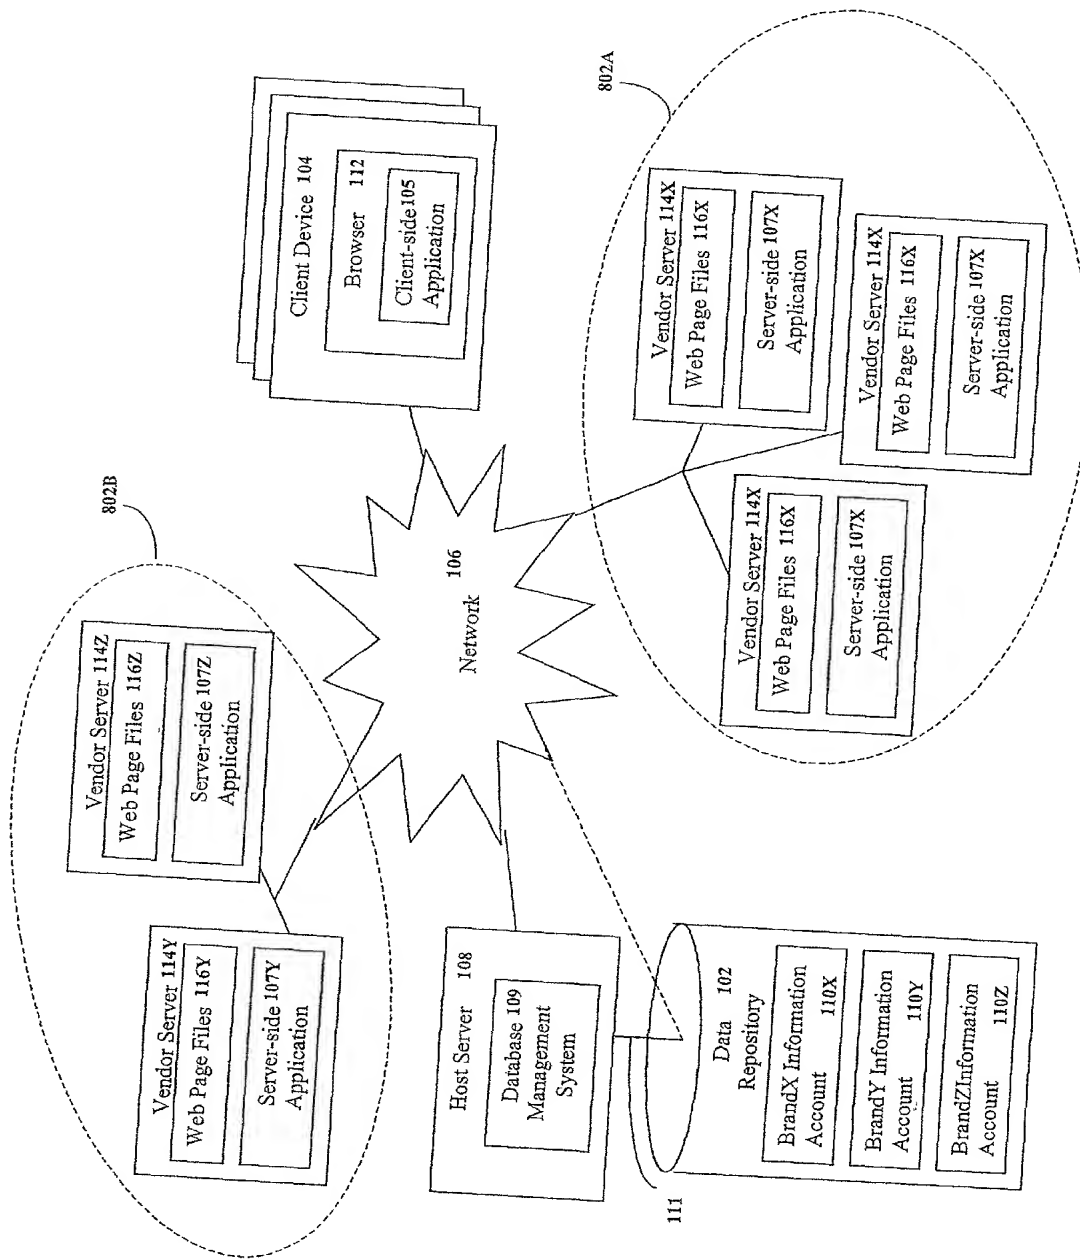 802B
Vendor Server 114Y
Web Page Files 116Y
Server-side 107Y
Application
Vendor Server 114Z
Web Page Files 116Z
Server-side 107Z
Application
Client Device 104
Browser 112
Client-side 105
Application
Network 106
Host Server 108
Database 109
Management
System
111
Data 102
Repository
BrandX Information
Account 110X
BrandY Information
Account 110Y
BrandZInformation
Account 110Z
802A
Vendor Server 114X
Web Page Files 116X
Server-side 107X
Application
Vendor Server 114X
Web Page Files 116X
Server-side 107X
Application
Vendor Server 114X
Web Page Files 116X
Server-side 107X
Application